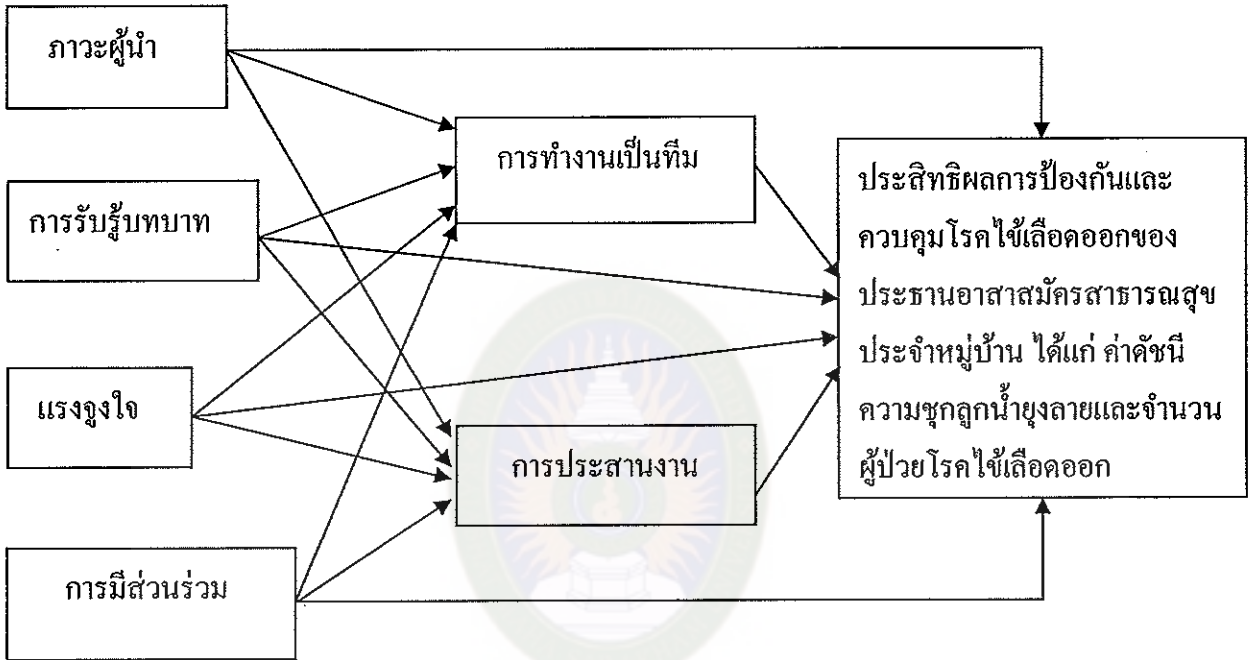 ภาวะผู้นำ
การรับรู้บทบาท
แรงจูงใจ
การมีส่วนร่วม
การทำงานเป็นทีม
การประสานงาน
ประสิทธิผลการป้องกันและ
ควบคุมโรคไข้เลือดออกของ
ประธานอาสาสมัครสาธารณสุข
ประจำหมู่บ้าน ได้แก่ ค่าดัชนี
ความชุกลูกน้ำยุงลายและจำนวน
ผู้ป่วยโรคไข้เลือดออก